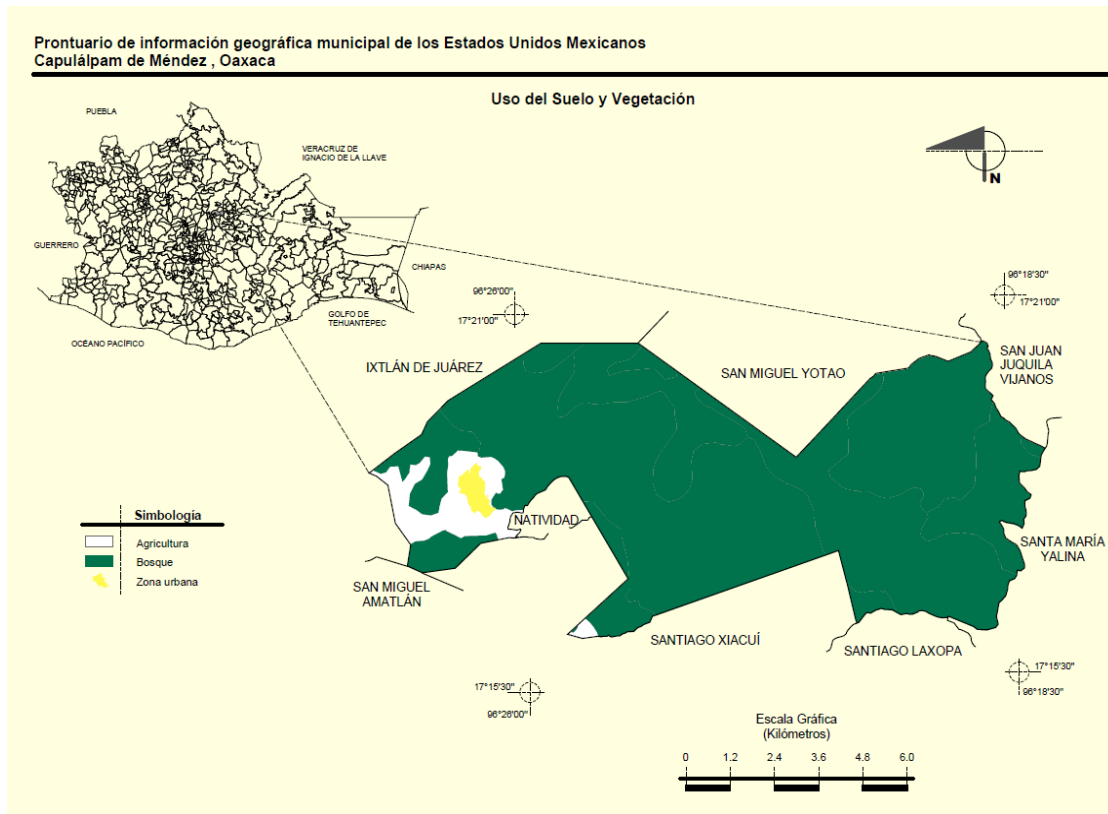 Prontuario de información geográfica municipal de los Estados Unidos Mexicanos
Capulálpam de Méndez , Oaxaca
Uso del Suelo y Vegetación
PUEBLA
VERACRUZ DE
IGNACIO DE LA LLAVE
GUERRERO
CHIAPAS
GOLFO DE
TEHUANTEPEC
OCÉANO PACÍFICO
N
96°26'00"
17°21'00"
96°18'30"
17°21'00"
IXTLÁN DE JUÁREZ
SAN MIGUEL YOTAO
SAN JUAN
JUQUILA
VIJANOS
NATIVIDAD
SANTA MARÍA
YALINA
SAN MIGUEL
AMATLÁN
SANTIAGO XIACUÍ
SANTIAGO LAXOPA
Simbología
Agricultura
Bosque
Zona urbana
17°15'30"
96°26'00"
17°15'30"
96°18'30"
Escala Gráfica
(Kilómetros)
0 1.2 2.4 3.6 4.8 6.0